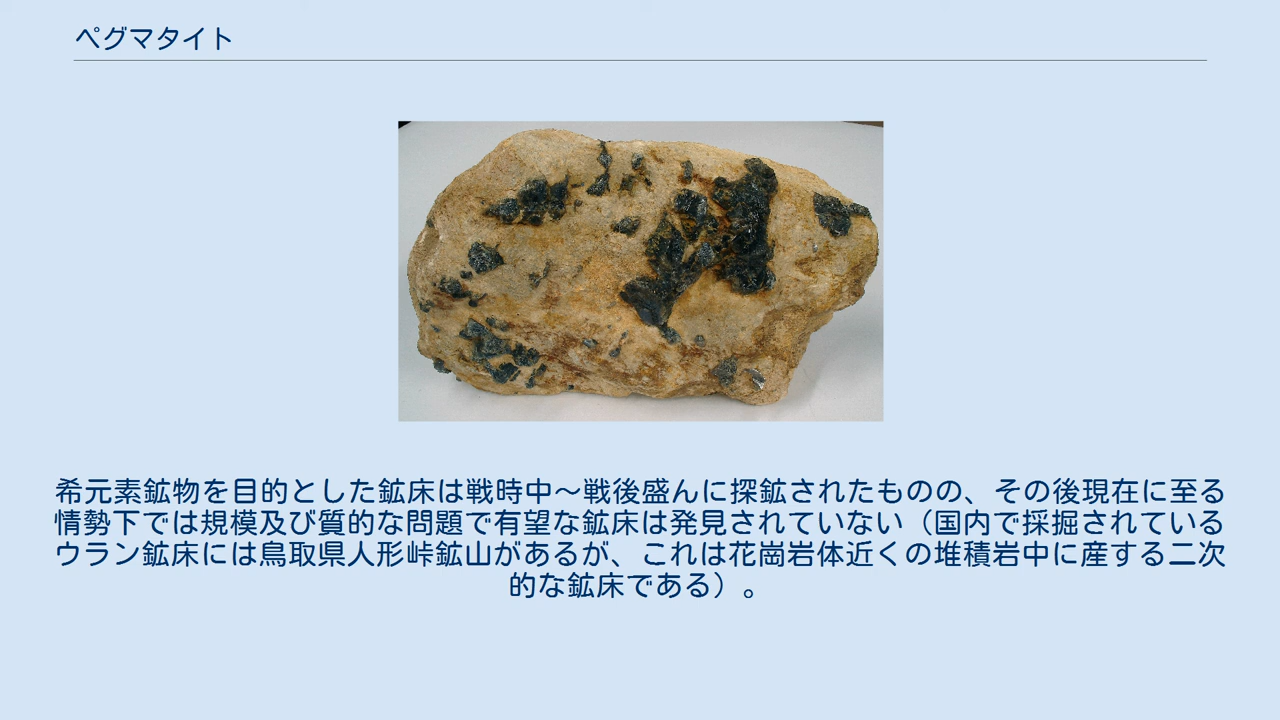 ペグマタイト
希元素鉱物を目的とした鉱床は戦時中～戦後盛んに探鉱されたものの、その後現在に至る
情勢下では規模及び質的な問題で有望な鉱床は発見されていない（国内で採掘されている
ウラン鉱床には鳥取県人形峠鉱山があるが、これは花崗岩体近くの堆積岩中に産する二次
的な鉱床である）。